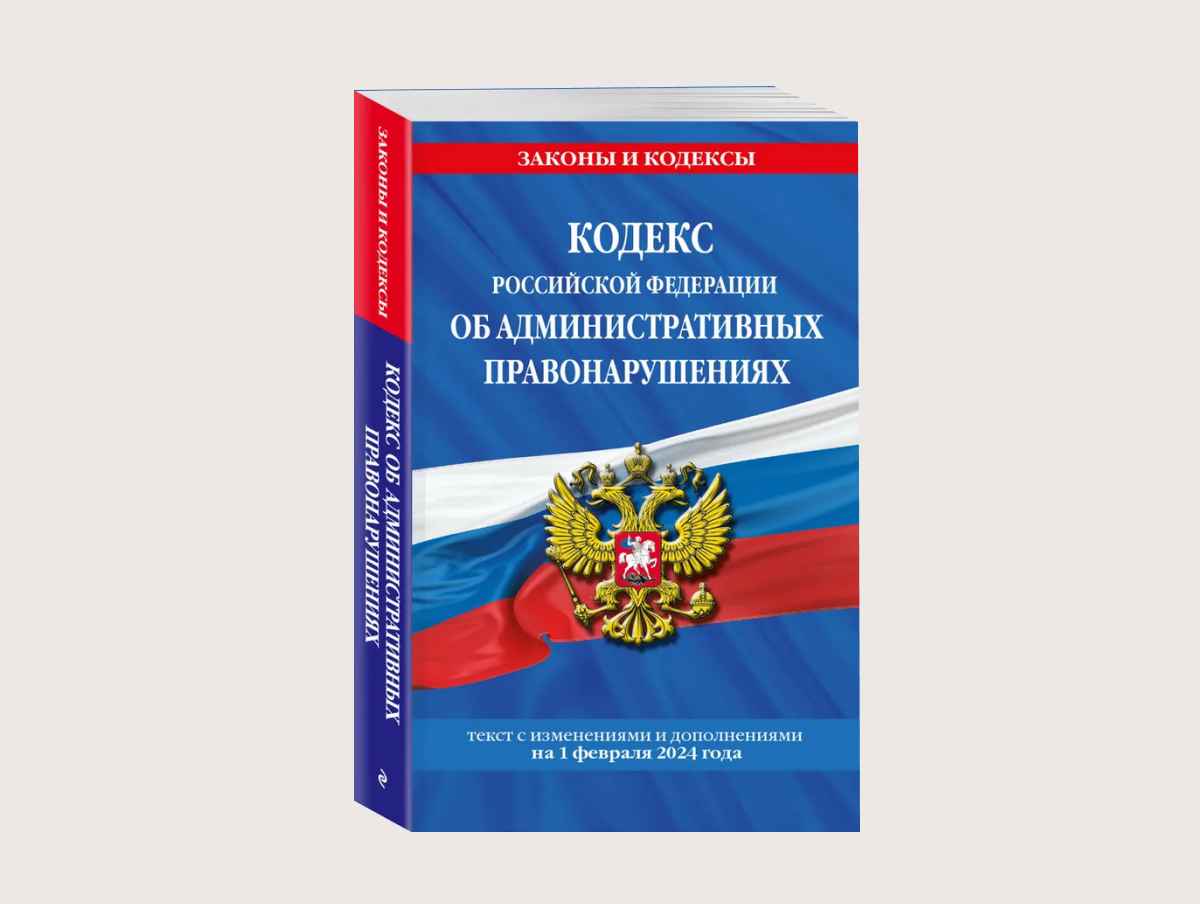 ЗАКОНЫ И КОДЕКСЫ
КОДЕКС
РОССИЙСКОЙ ФЕДЕРАЦИИ
ОБ АДМИНИСТРАТИВНЫХ
ПРАВОНАРУШЕНИЯХ
текст с изменениями и дополнениями
на 1 февраля 2024 года
ЗАКОНЫ И КОДЕКСЫ
КОДЕКС ОБ АДМИНИСТРАТИВНЫХ
ПРАВОНАРУШЕНИЯХ